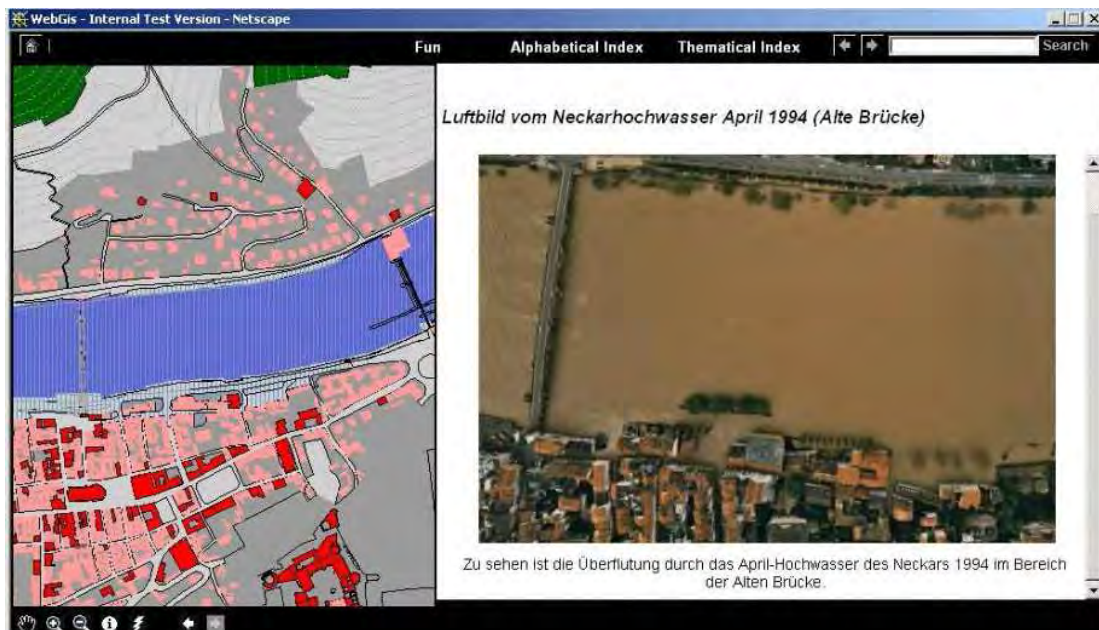 WebGis - Internal Test Version - Netscape
Fun Alphabetical Index Thematical Index Search
Luftbild vom Neckarhochwasser April 1994 (Alte Brücke)
Zu sehen ist die Überflutung durch das April-Hochwasser des Neckars 1994 im Bereich
der Alten Brücke.